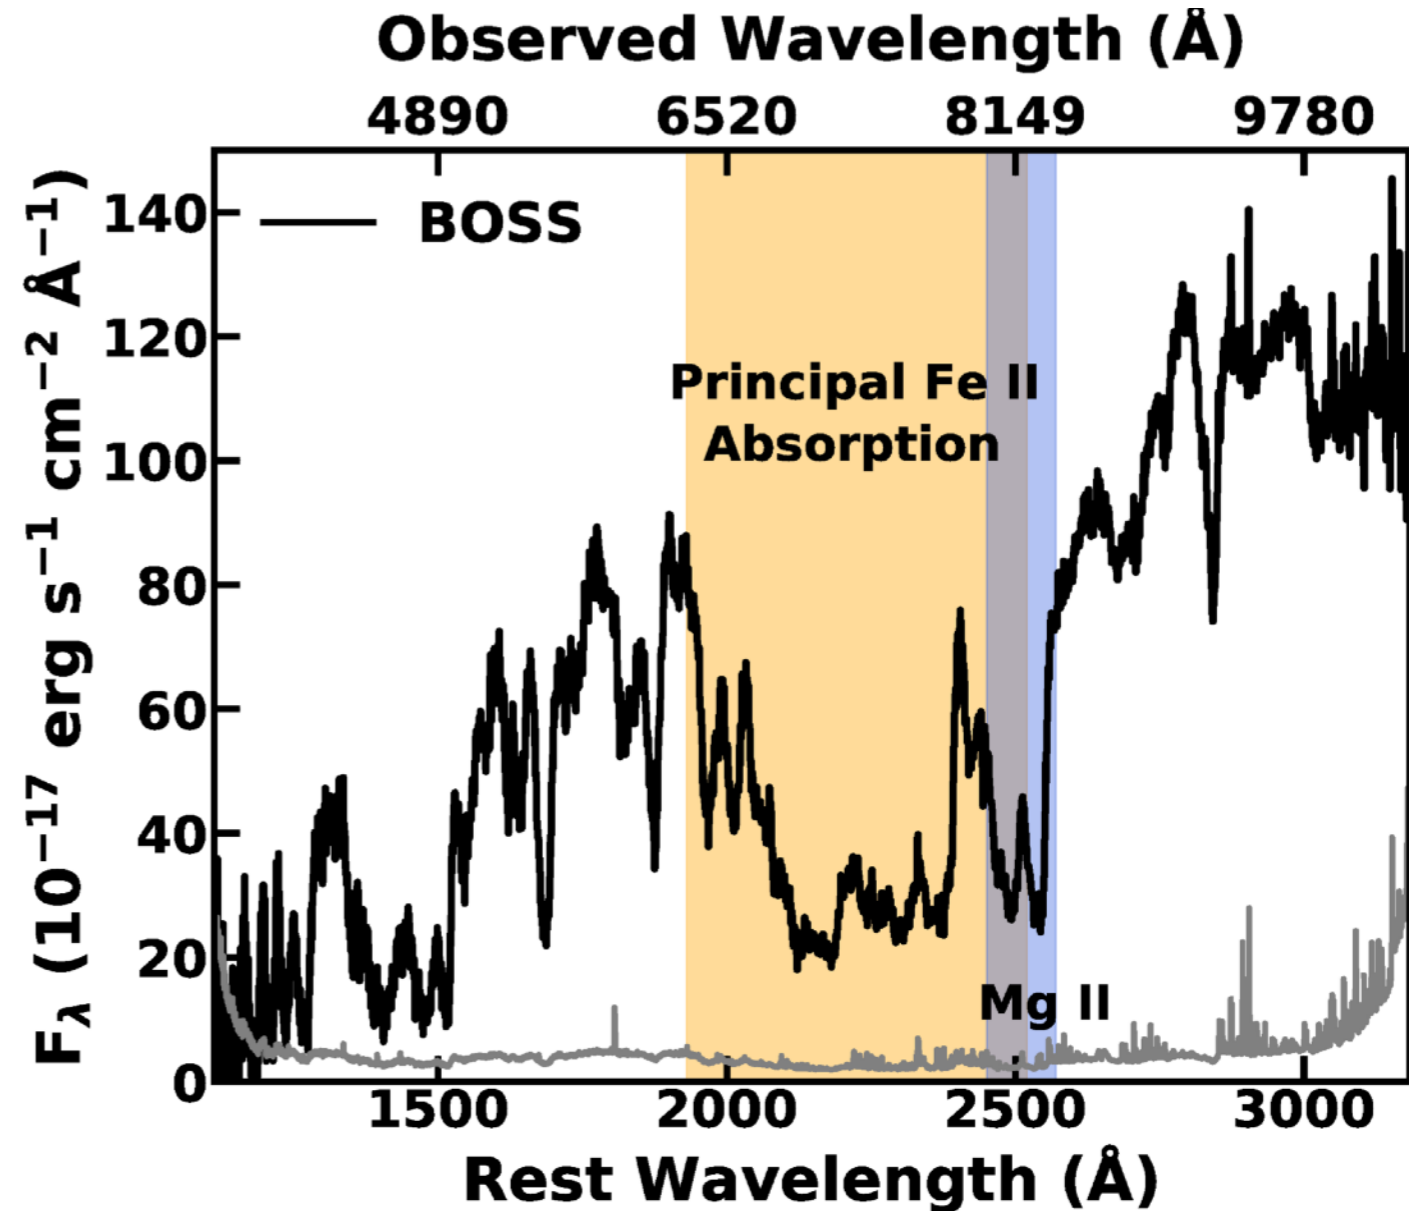 Observed Wavelength (Å)
4890 6520 8149 9780
F_λ (10⁻¹⁷ erg s⁻¹ cm⁻² Å⁻¹)
140
120
100
80
60
40
20
0
BOSS
Principal Fe II
Absorption
Mg II
1500 2000 2500 3000
Rest Wavelength (Å)